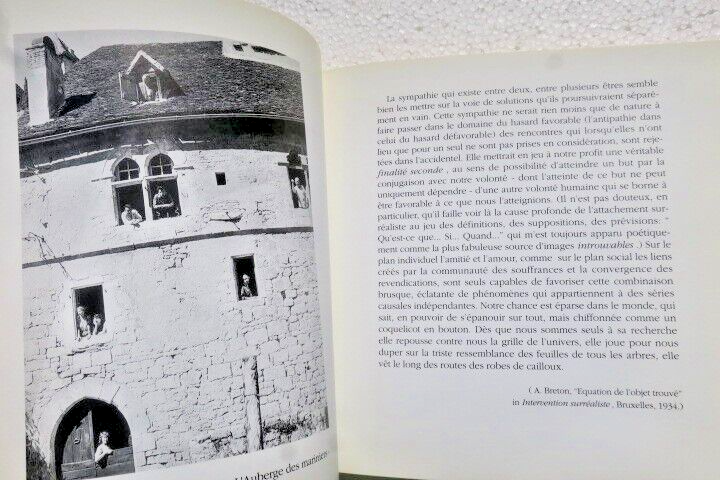 "L'Auberge des mariniers
La sympathie qui existe entre deux, entre plusieurs êtres semble
bien les mettre sur la voie de solutions qu'ils poursuivraient séparé-
ment en vain. Cette sympathie ne serait rien moins que de nature à
faire passer dans le domaine du hasard favorable (l'antipathie dans
celui du hasard défavorable) des rencontres qui lorsqu'elles n'ont
lieu que pour un seul ne sont pas prises en considération, sont reje-
tées dans l'accidentel. Elle mettrait en jeu à notre profit une véritable
finalité seconde , au sens de possibilité d'atteindre un but par la
conjugaison avec notre volonté - dont l'atteinte de ce but ne peut
uniquement dépendre - d'une autre volonté humaine qui se borne à
être favorable à ce que nous l'atteignions. (Il n'est pas douteux, en
particulier, qu'il faille voir là la cause profonde de l'attachement sur-
réaliste au jeu des définitions, des suppositions, des prévisions: "
Qu'est-ce que... Si... Quand..." qui m'est toujours apparu poétique-
ment comme la plus fabuleuse source d'images introuvables .) Sur le
plan individuel l'amitié et l'amour, comme sur le plan social les liens
créés par la communauté des souffrances et la convergence des
revendications, sont seuls capables de favoriser cette combinaison
brusque, éclatante de phénomènes qui appartiennent à des séries
causales indépendantes. Notre chance est éparse dans le monde, qui
sait, en pouvoir de s'épanouir sur tout, mais chiffonnée comme un
coquelicot en bouton. Dès que nous sommes seuls à sa recherche
elle repousse contre nous la grille de l'univers, elle joue pour nous
duper sur la triste ressemblance des feuilles de tous les arbres, elle
vêt le long des routes des robes de cailloux.
( A. Breton, "Equation de l'objet trouvé"
in Intervention surréaliste , Bruxelles, 1934.)